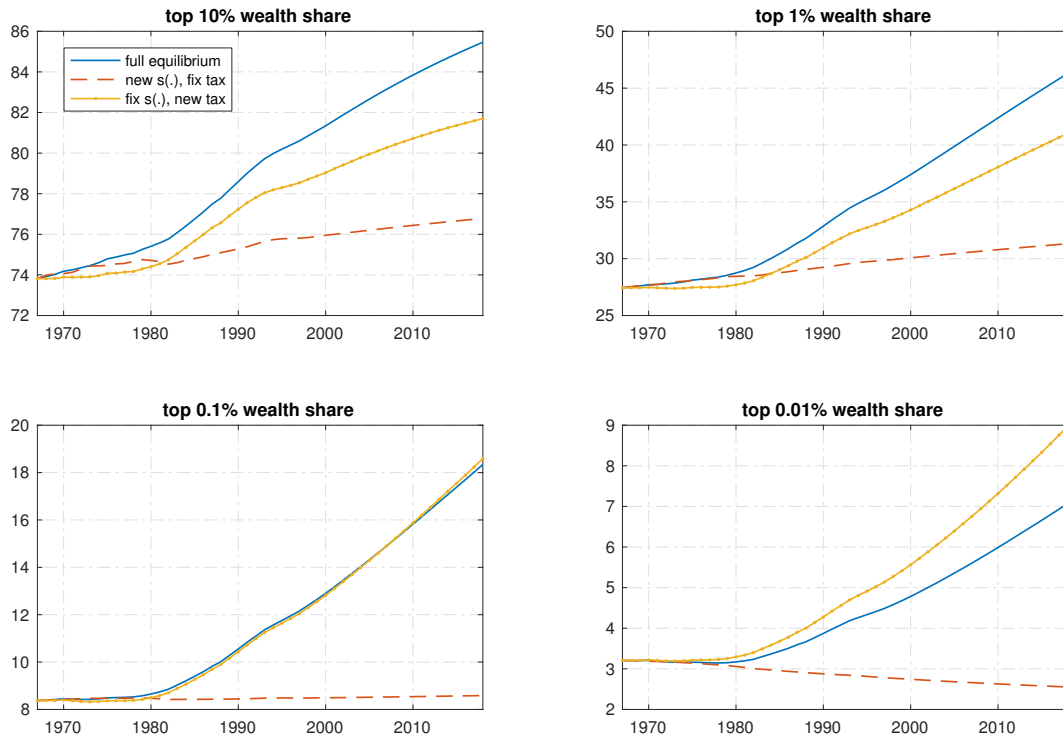 top 10% wealth share
86
84
82
80
78
76
74
72
full equilibrium
new s(.), fix tax
fix s(.), new tax
1970 1980 1990 2000 2010
top 1% wealth share
50
45
40
35
30
25
1970 1980 1990 2000 2010
top 0.1% wealth share
20
18
16
14
12
10
8
1970 1980 1990 2000 2010
top 0.01% wealth share
9
8
7
6
5
4
3
2
1970 1980 1990 2000 2010